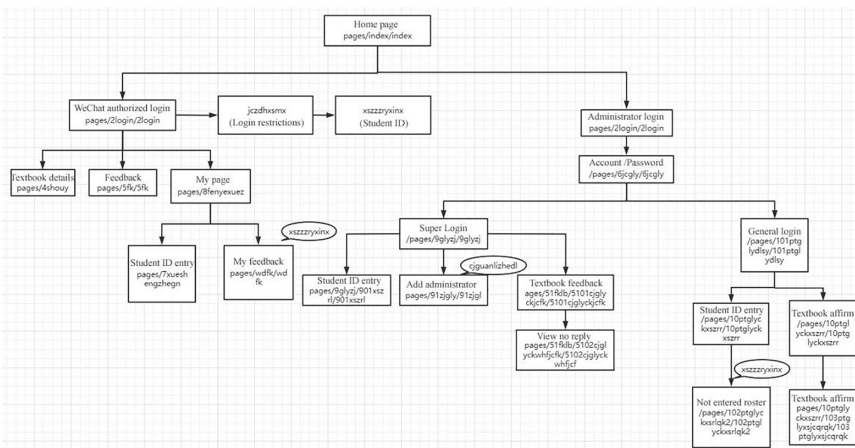 Home page
pages/index/index
WeChat authorized login
pages/2login/2login
jczdhxsmx
(Login restrictions)
xszzzryxinx
(Student ID)
Administrator login
pages/2login/2login
Textbook details
pages/4shouy
Feedback
pages/5fk/5fk
My page
pages/8fenyexuez
Account /Password
/pages/6jcgly/6jcgly
Student ID entry
pages/7xuesh
engzhegn
My feedback
pages/wdfk/wd
fk
xszzzryxinx
Super Login
/pages/9glyzj/9glyzj
General login
/pages/101ptg
lydlsy/101ptgl
ydlsy
Student ID entry
pages/9glyzj/901xsz
rl/901xszrl
Add administrator
pages/91zjgly/91zjgl
cjguanlizhedl
Textbook feedback
ages/51fklb/5101cjgly
ckjcfk/5101cjglyckjcfk
View no reply
pages/51fklb/5102cjgl
yckwhfjcfk/5102cjglyck
whfjcf
Student ID entry
/pages/10ptglyc
kxszrr/10ptglyck
xszrr
Textbook affirm
/pages/10ptgl
yckxszrr/10ptg
lyckxszrr
xszzzryxinx
Not entered roster
/pages/102ptglyc
kxsrlqk2/102ptgl
yckxsrlqk2
Textbook affirm
pages/10ptgly
ckxszrr/103ptg
lyxsjcqrqk/103
ptglyxsjcqrqk